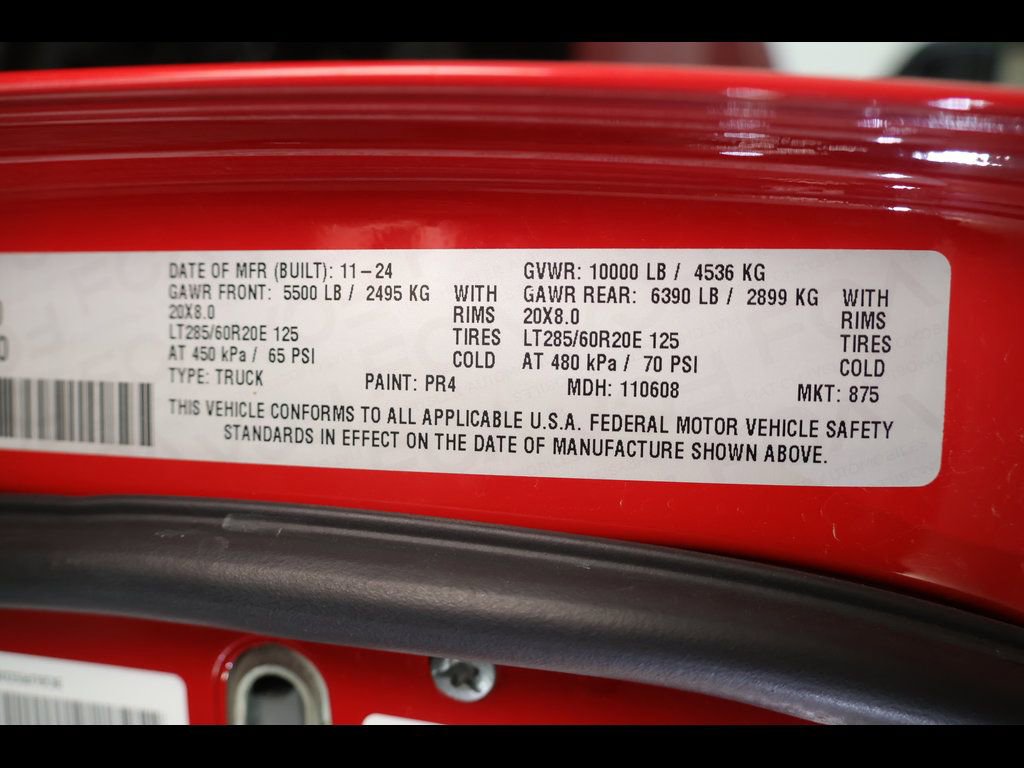 DATE OF MFR (BUILT): 11-24 GVWR: 10000 LB / 4536 KG
GAWR FRONT: 5500 LB / 2495 KG WITH GAWR REAR: 6390 LB / 2899 KG WITH
20X8.0 RIMS 20X8.0 RIMS
LT285/60R20E 125 TIRES LT285/60R20E 125 TIRES
AT 450 kPa / 65 PSI COLD AT 480 kPa / 70 PSI COLD
TYPE: TRUCK PAINT: PR4 MDH: 110608 MKT: 875
THIS VEHICLE CONFORMS TO ALL APPLICABLE U.S.A. FEDERAL MOTOR VEHICLE SAFETY
STANDARDS IN EFFECT ON THE DATE OF MANUFACTURE SHOWN ABOVE.